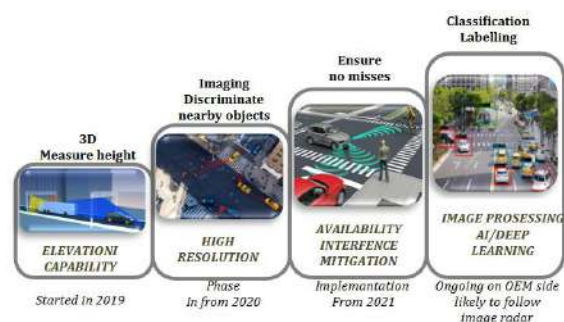 3D
Measure height
ELEVATIONI
CAPABILITY
Started in 2019
Imaging
Discriminate
nearby objects
HIGH
RESOLUTION
Phase
In from 2020
Ensure
no misses
AVAILABILITY
INTERFENCE
MITIGATION
Implemantation
From 2021
Classification
Labelling
IMAGE PROSESSING
AI/DEEP
LEARNING
Ongoing on OEM side
likely to follow
image radar